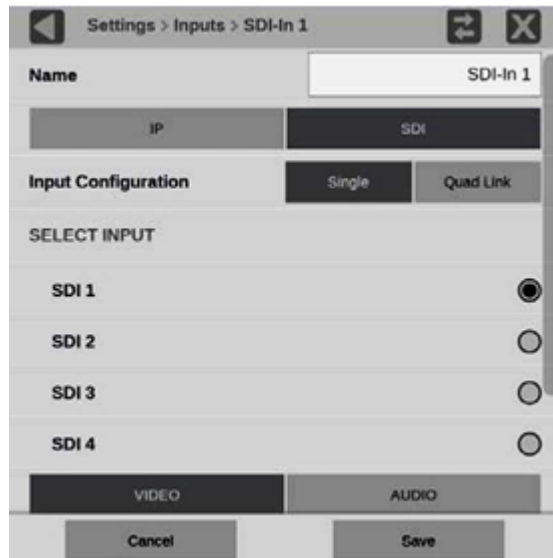 Settings > Inputs > SDI-In 1
Name SDI-In 1
IP SDI
Input Configuration Single Quad Link
SELECT INPUT
SDI 1
SDI 2
SDI 3
SDI 4
VIDEO AUDIO
Cancel Save